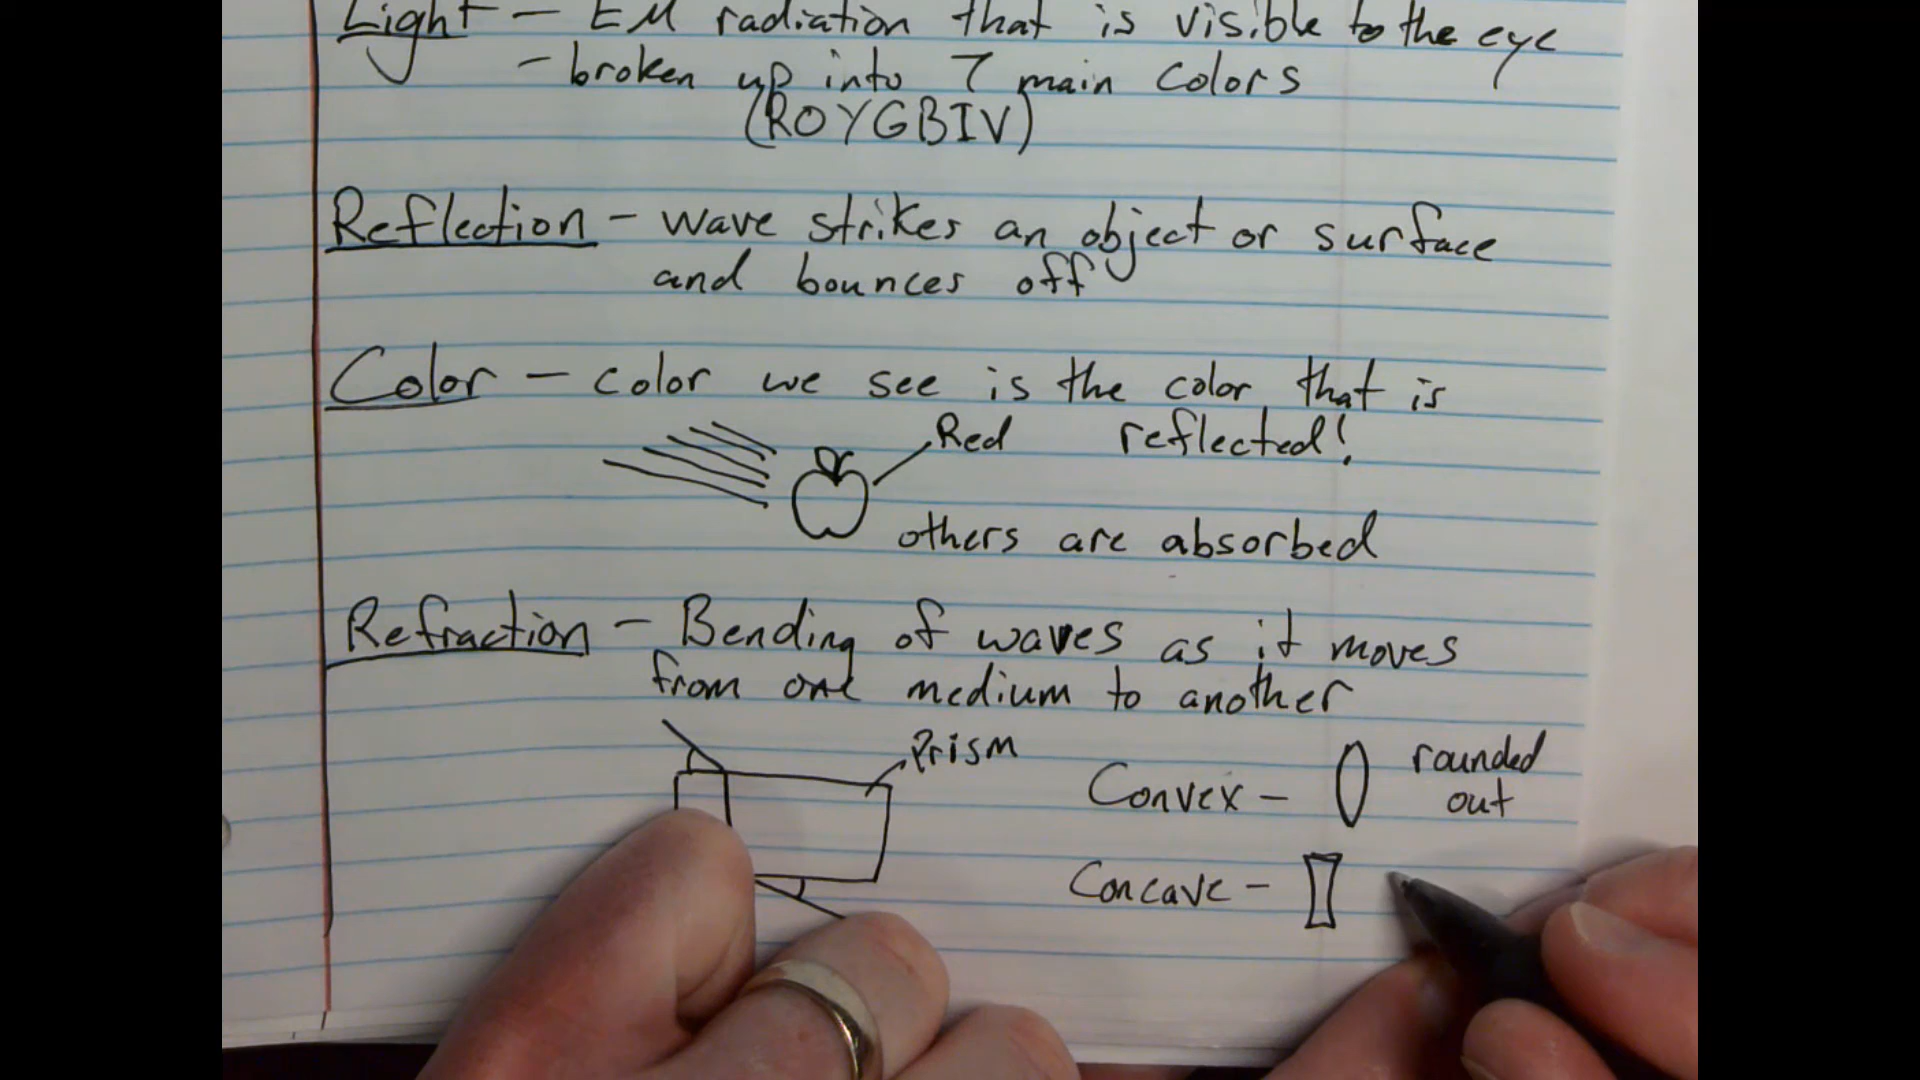 Light - EM radiation that is visible to the eye
- broken up into 7 main colors
(ROYGBIV)
Reflection - wave strikes an object or surface
and bounces off
Color - color we see is the color that is
Red reflected!
others are absorbed
Refraction - Bending of waves as it moves
from one medium to another
Prism
Convex - rounded
out
Concave -